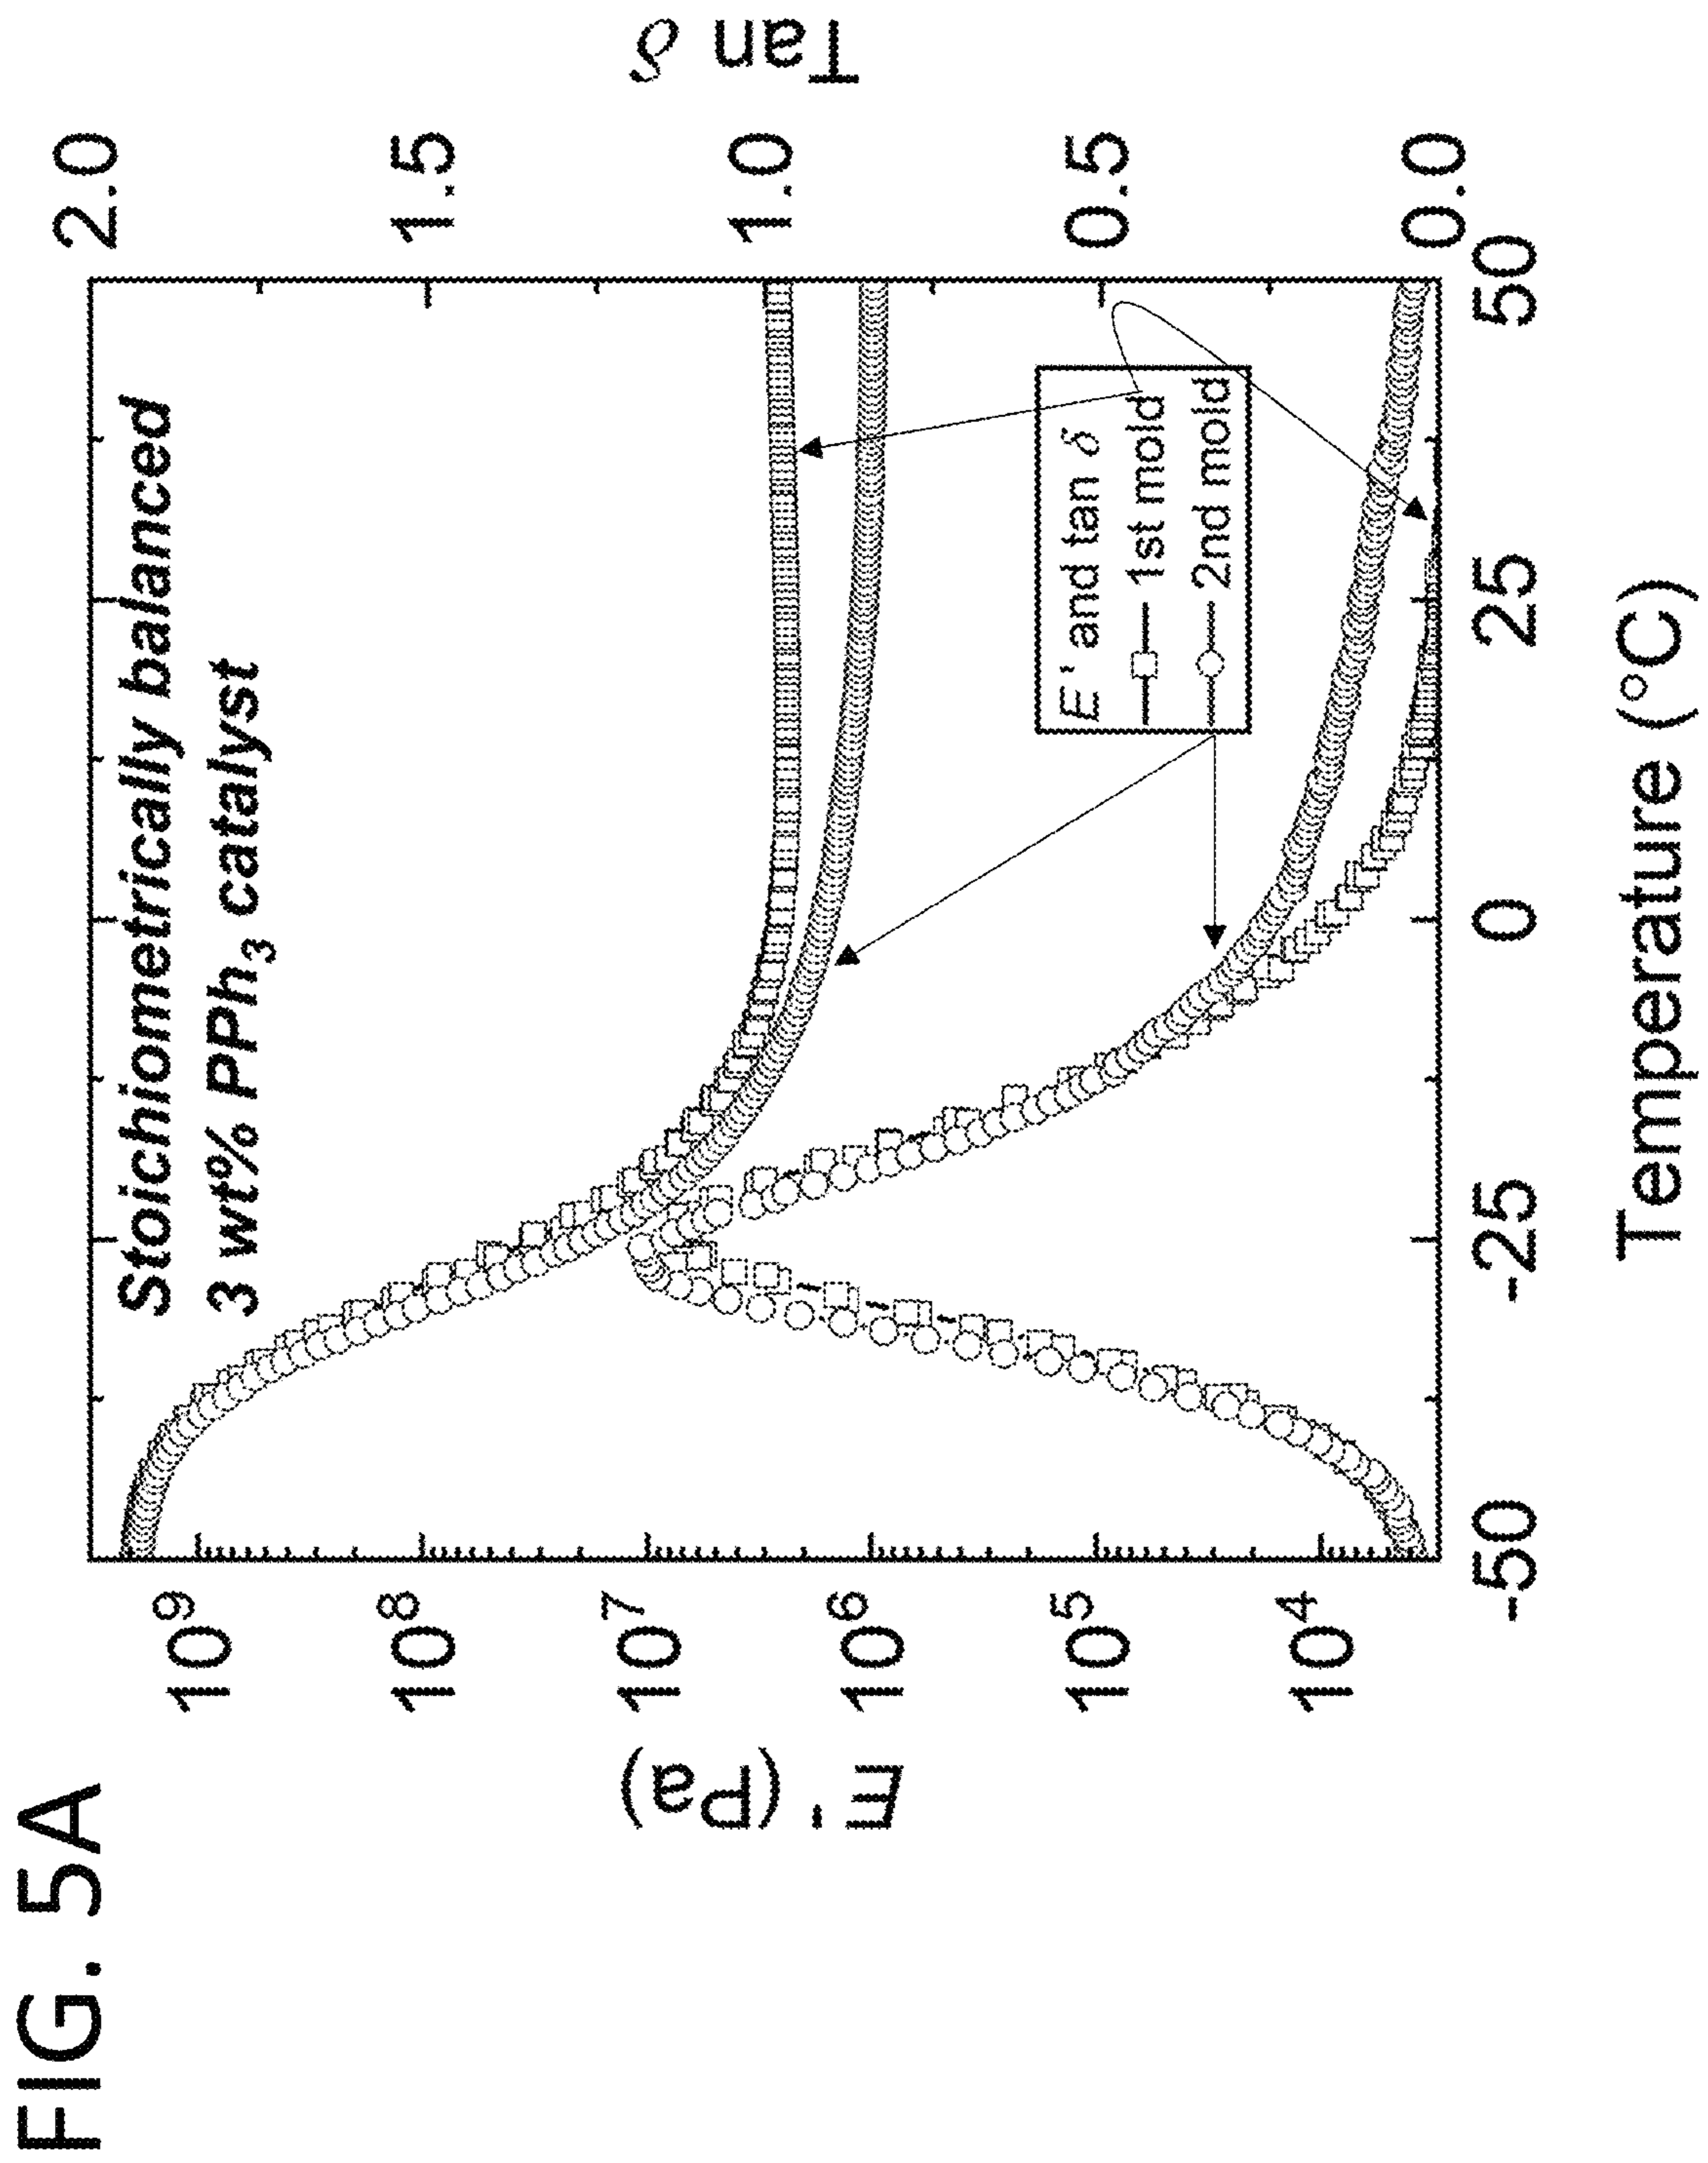 FIG. 5A
Stoichiometrically balanced
3 wt% PPh₃ catalyst
E' (Pa)
10⁹
10⁸
10⁷
10⁶
10⁵
10⁴
Tan δ
2.0
1.5
1.0
0.5
0.0
E' and tan δ
1st mold
2nd mold
-50
-25
0
25
50
Temperature (°C)